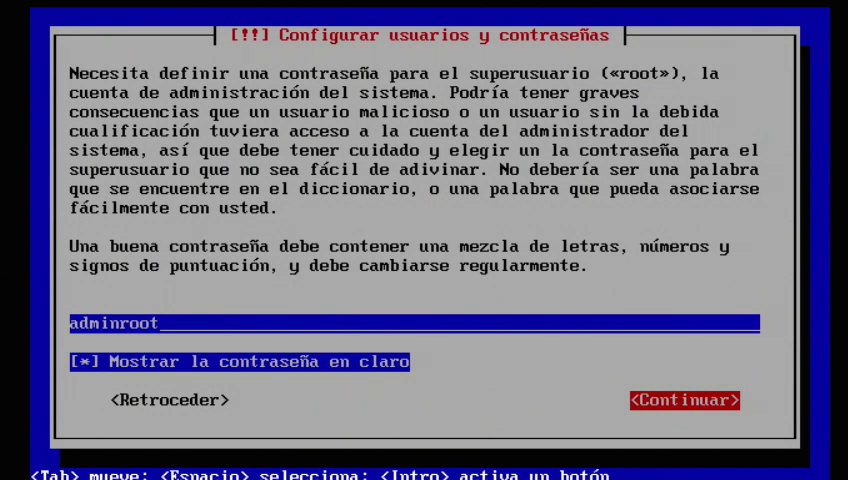 [!!] Configurar usuarios y contraseñas
Necesita definir una contraseña para el superusuario («root»), la
cuenta de administración del sistema. Podría tener graves
consecuencias que un usuario malicioso o un usuario sin la debida
cualificación tuviera acceso a la cuenta del administrador del
sistema, así que debe tener cuidado y elegir un la contraseña para el
superusuario que no sea fácil de adivinar. No debería ser una palabra
que se encuentre en el diccionario, o una palabra que pueda asociarse
fácilmente con usted.
Una buena contraseña debe contener una mezcla de letras, números y
signos de puntuación, y debe cambiarse regularmente.
adminroot
[*] Mostrar la contraseña en claro
<Retroceder> <Continuar>
<Tab> mueve; <Espacio> selecciona; <Intro> activa un botón